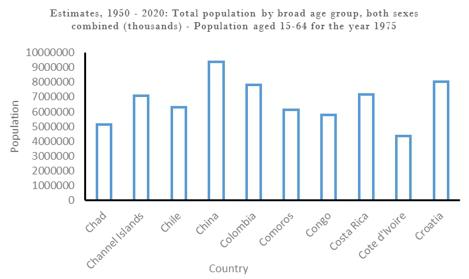 Estimates, 1950 - 2020: Total population by broad age group, both sexes
combined (thousands) - Population aged 15-64 for the year 1975
10000000
9000000
8000000
7000000
6000000
5000000
4000000
3000000
2000000
1000000
0
Population
Chad
Channel Islands
Chile
China
Colombia
Comoros
Congo
Costa Rica
Cote d'Ivoire
Croatia
Country